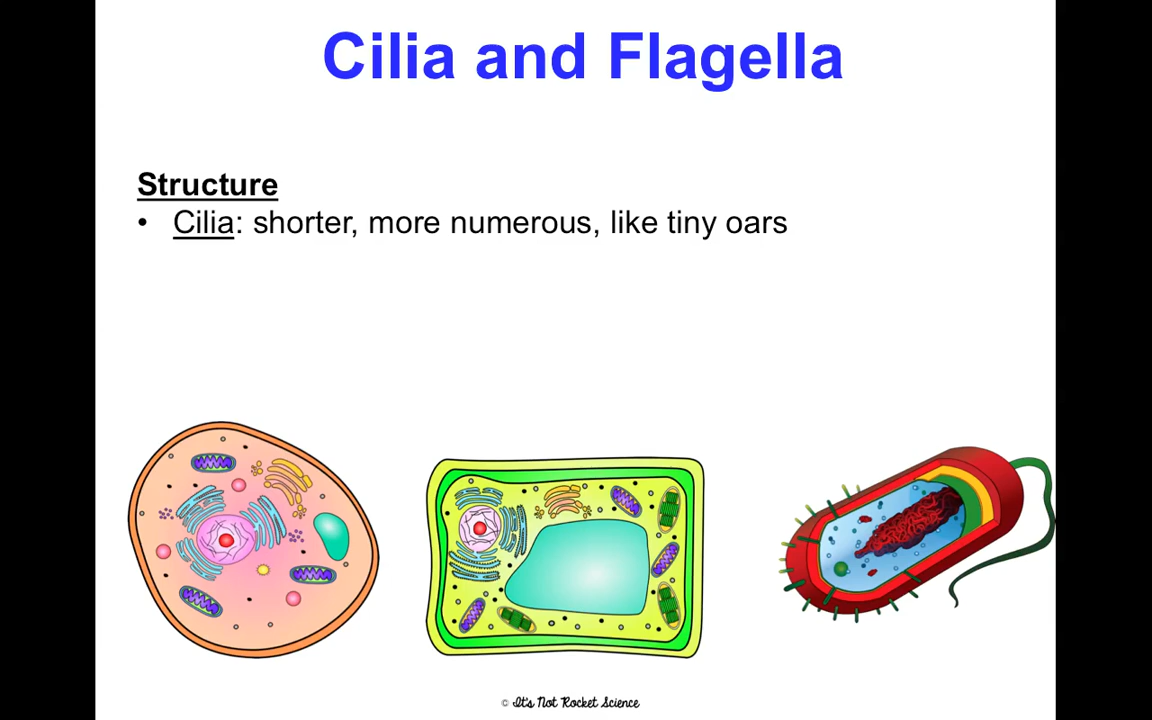 Cilia and Flagella
Structure
• Cilia: shorter, more numerous, like tiny oars
© It's Not Rocket Science